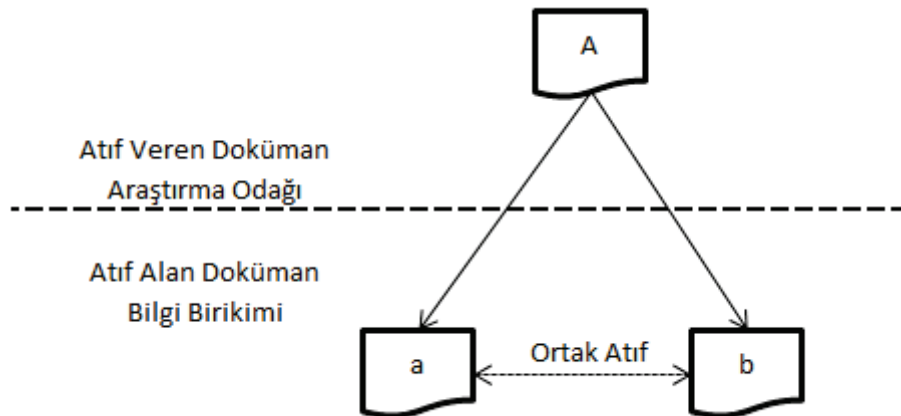 A
Atıf Veren Doküman
Araştırma Odağı
Atıf Alan Doküman
Bilgi Birikimi
a
Ortak Atıf
b